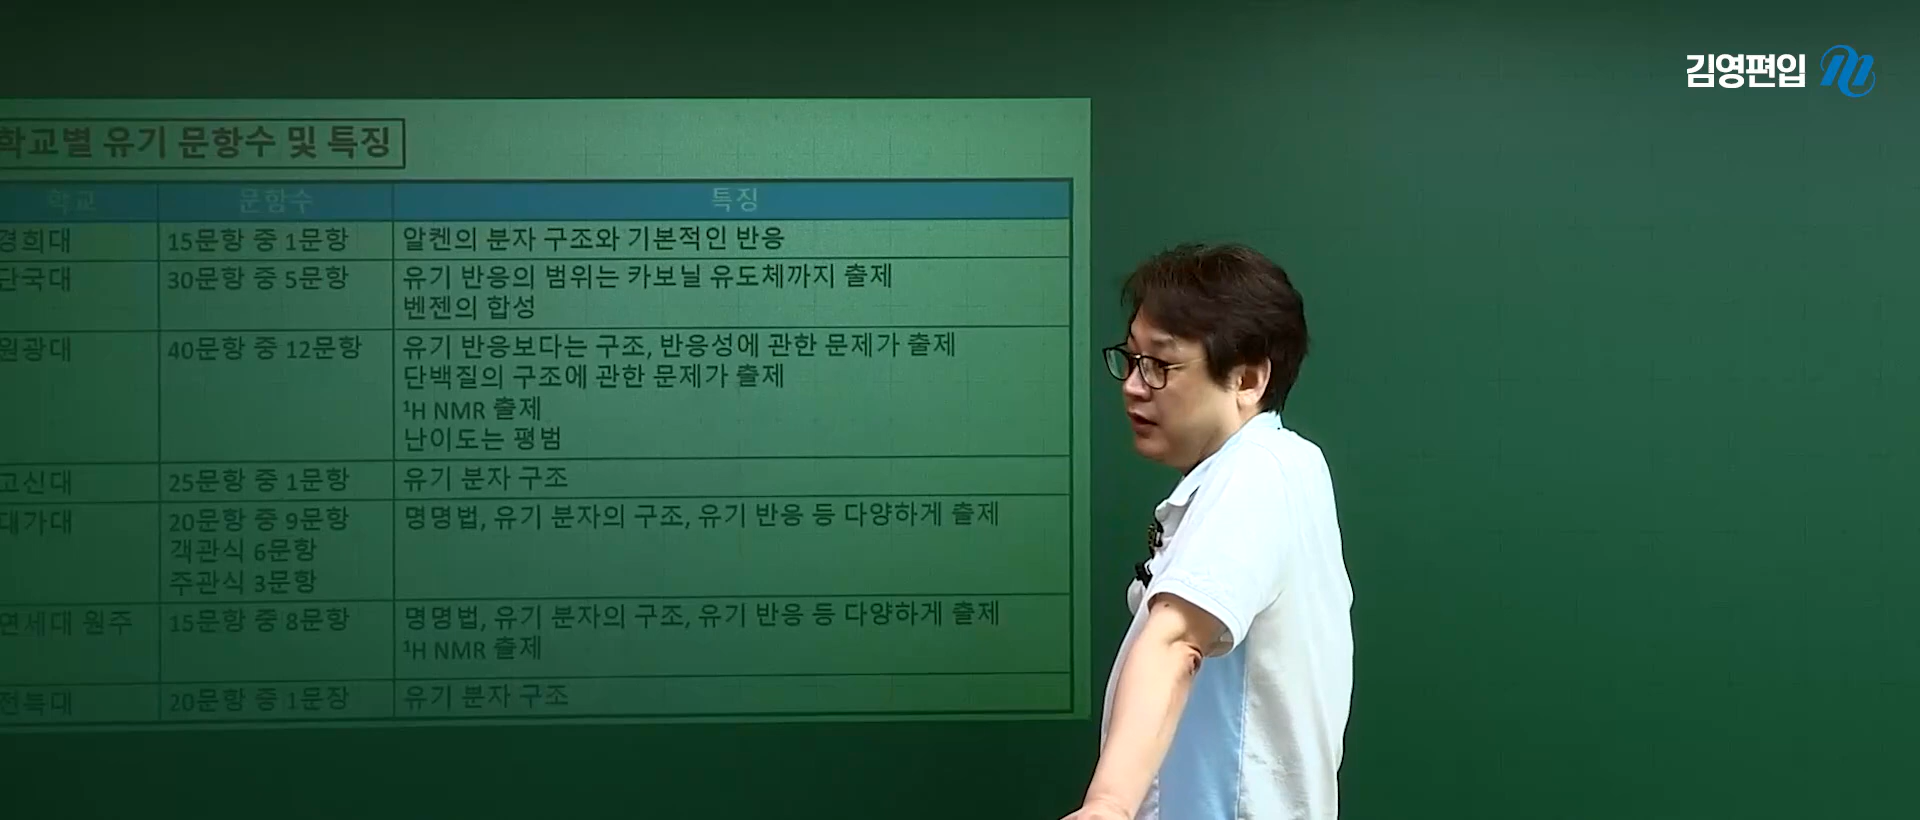 김영편입
학교별 유기 문항수 및 특징
학교 문항수 특징
경희대 15문항 중 1문항 알켄의 분자 구조와 기본적인 반응
단국대 30문항 중 5문항 유기 반응의 범위는 카보닐 유도체까지 출제
벤젠의 합성
원광대 40문항 중 12문항 유기 반응보다는 구조, 반응성에 관한 문제가 출제
단백질의 구조에 관한 문제가 출제
¹H NMR 출제
난이도는 평범
고신대 25문항 중 1문항 유기 분자 구조
대가대 20문항 중 9문항 명명법, 유기 분자의 구조, 유기 반응 등 다양하게 출제
객관식 6문항
주관식 3문항
연세대 원주 15문항 중 8문항 명명법, 유기 분자의 구조, 유기 반응 등 다양하게 출제
¹H NMR 출제
전북대 20문항 중 1문장 유기 분자 구조